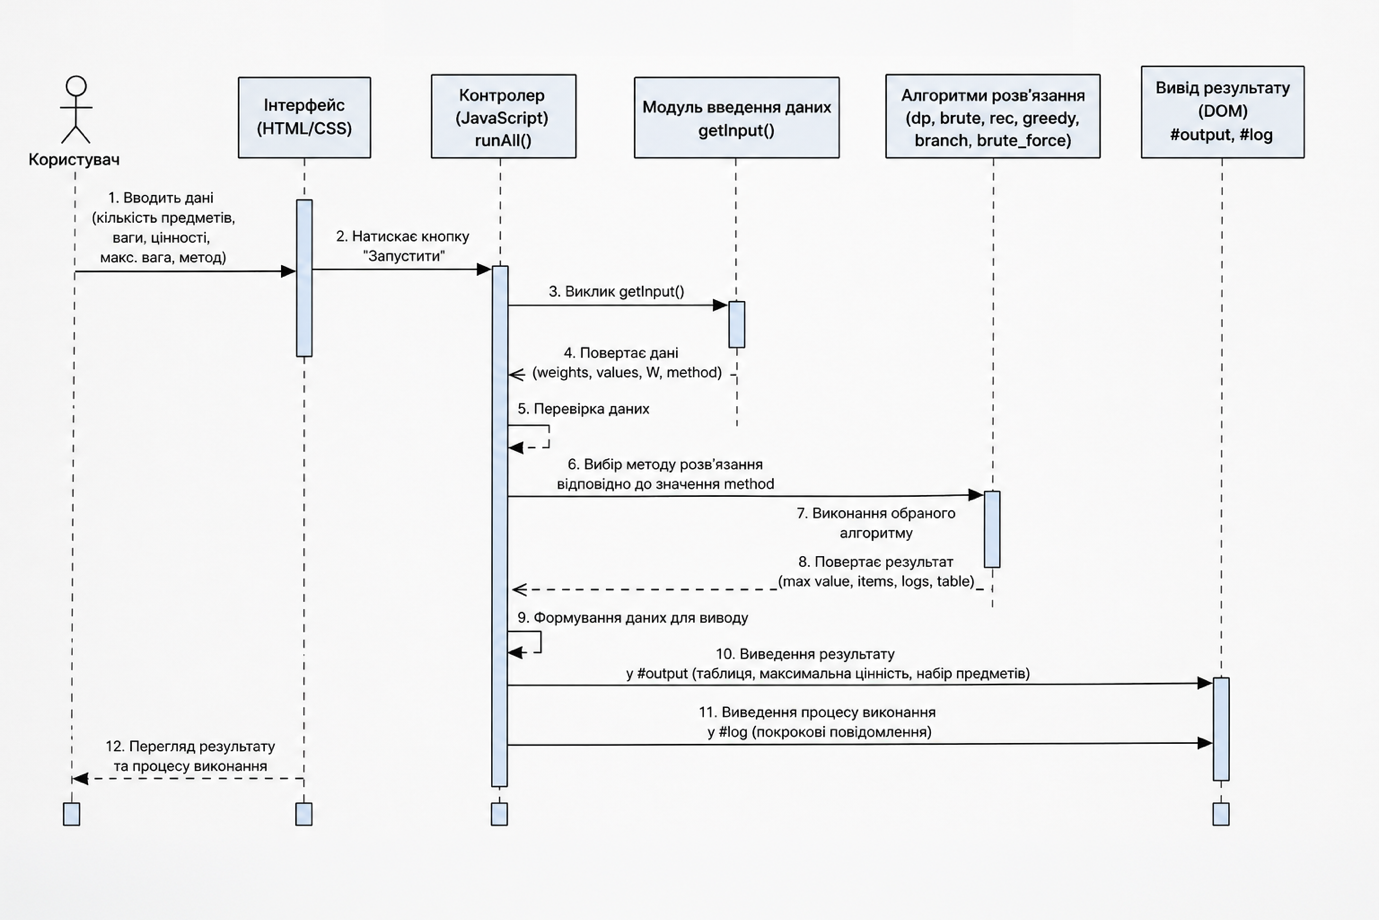 Користувач
Інтерфейс
(HTML/CSS)
Контролер
(JavaScript)
runAll()
Модуль введення даних
getInput()
Алгоритми розв'язання
(dp, brute, rec, greedy,
branch, brute_force)
Вивід результату
(DOM)
#output, #log
1. Вводить дані
(кількість предметів,
ваги, цінності,
макс. вага, метод)
2. Натискає кнопку
"Запустити"
3. Виклик getInput()
4. Повертає дані
(weights, values, W, method)
5. Перевірка даних
6. Вибір методу розв'язання
відповідно до значення method
7. Виконання обраного
алгоритму
8. Повертає результат
(max value, items, logs, table)
9. Формування даних для виводу
10. Виведення результату
у #output (таблиця, максимальна цінність, набір предметів)
11. Виведення процесу виконання
у #log (покрокові повідомлення)
12. Перегляд результату
та процесу виконання